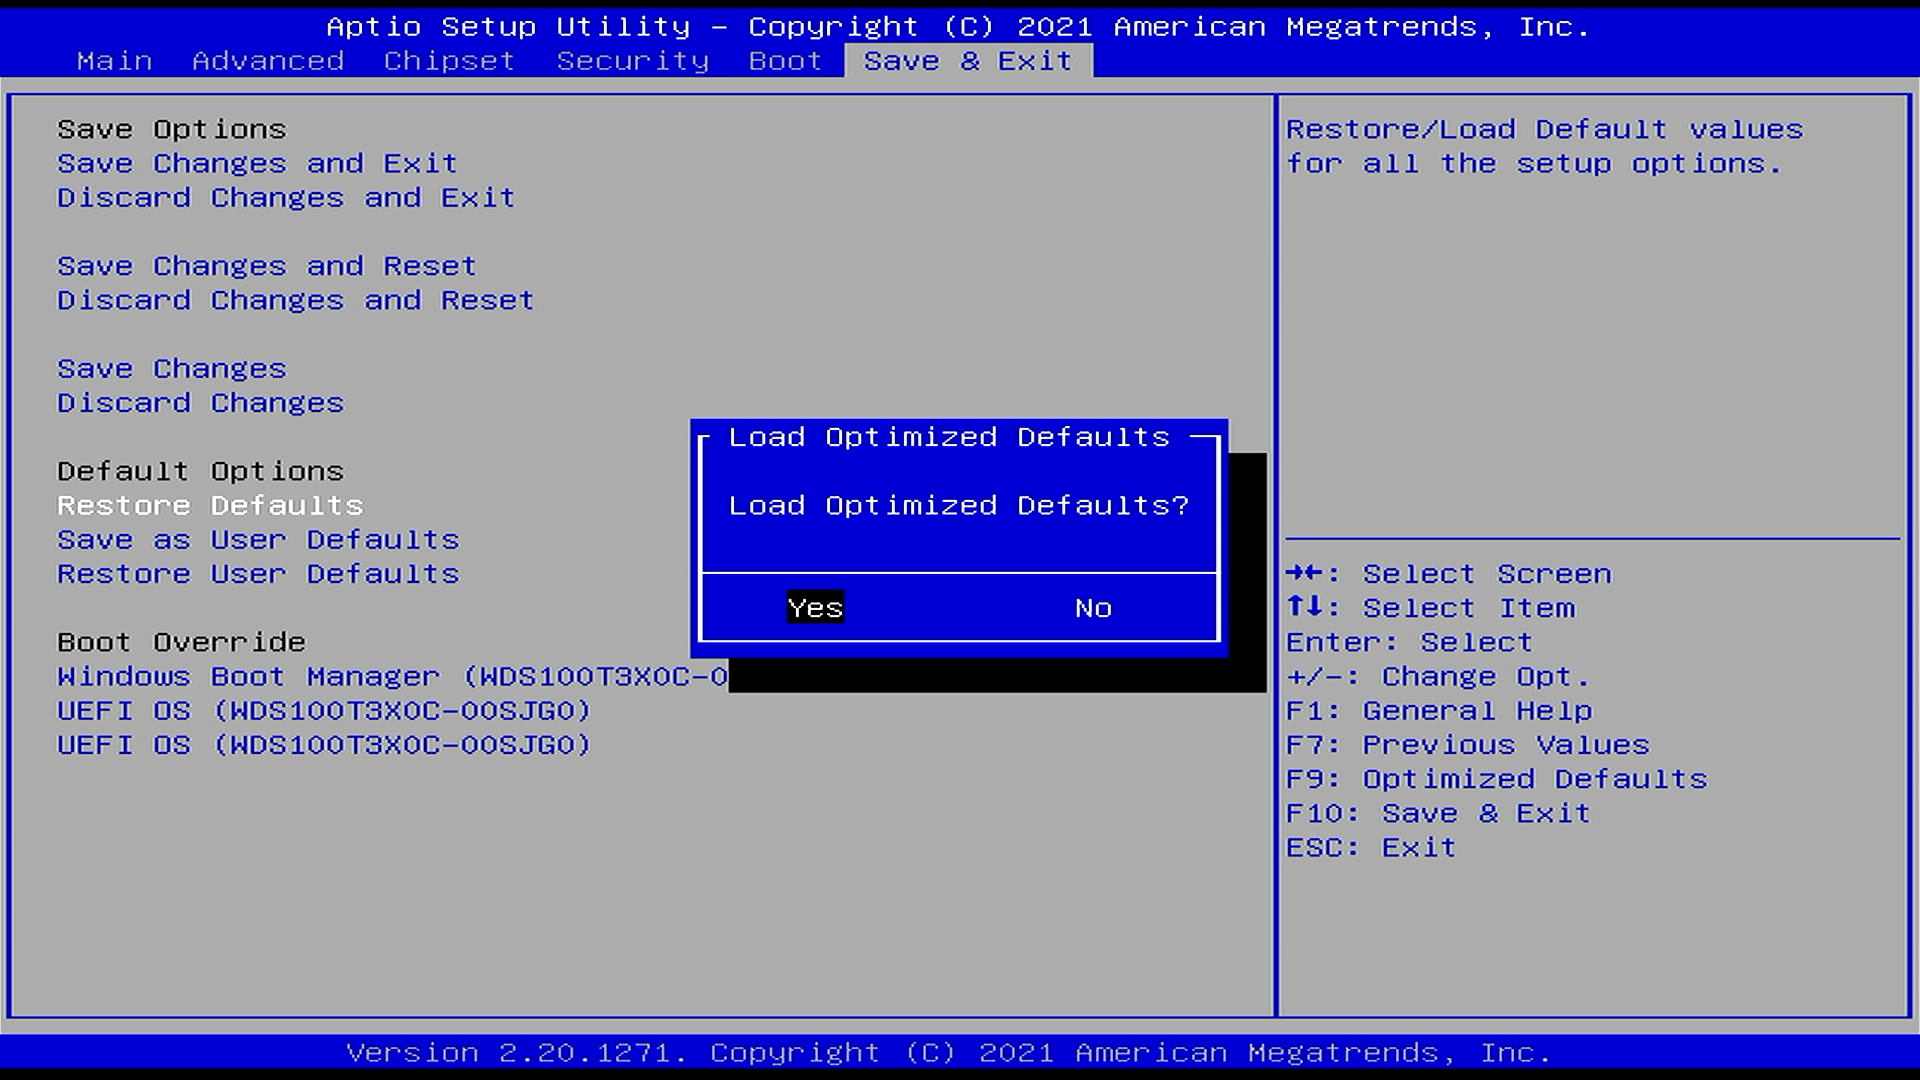 Aptio Setup Utility – Copyright (C) 2021 American Megatrends, Inc.
Main Advanced Chipset Security Boot Save & Exit
Save Options
Save Changes and Exit
Discard Changes and Exit
Save Changes and Reset
Discard Changes and Reset
Save Changes
Discard Changes
Default Options
Restore Defaults
Save as User Defaults
Restore User Defaults
Boot Override
Windows Boot Manager (WDS100T3X0C-0
UEFI OS (WDS100T3X0C-00SJG0)
UEFI OS (WDS100T3X0C-00SJG0)
Load Optimized Defaults
Load Optimized Defaults?
Yes No
Restore/Load Default values
for all the setup options.
→←: Select Screen
↑↓: Select Item
Enter: Select
+/-: Change Opt.
F1: General Help
F7: Previous Values
F9: Optimized Defaults
F10: Save & Exit
ESC: Exit
Version 2.20.1271. Copyright (C) 2021 American Megatrends, Inc.